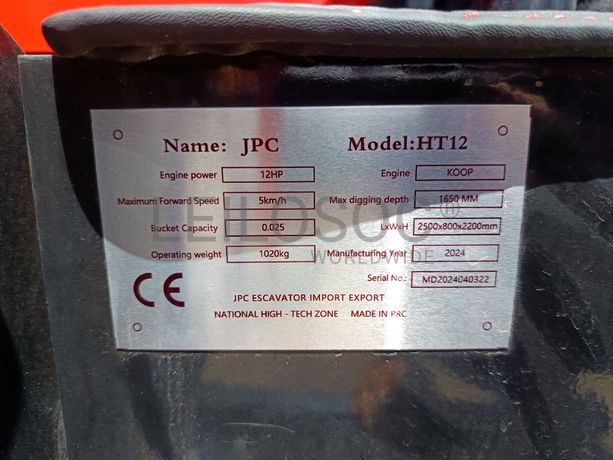 Name: JPC Model:HT12
Engine power 12HP Engine KOOP
Maximum Forward Speed 5km/h Max digging depth 1650 MM
LEILOSOC®
Bucket Capacity 0.025 LxWxH 2500x800x2200mm
WORLDWIDE
Operating weight 1020kg Manufacturing Year 2024
Serial No.: MD2024040322
CE
JPC ESCAVATOR IMPORT EXPORT
NATIONAL HIGH - TECH ZONE MADE IN PRC